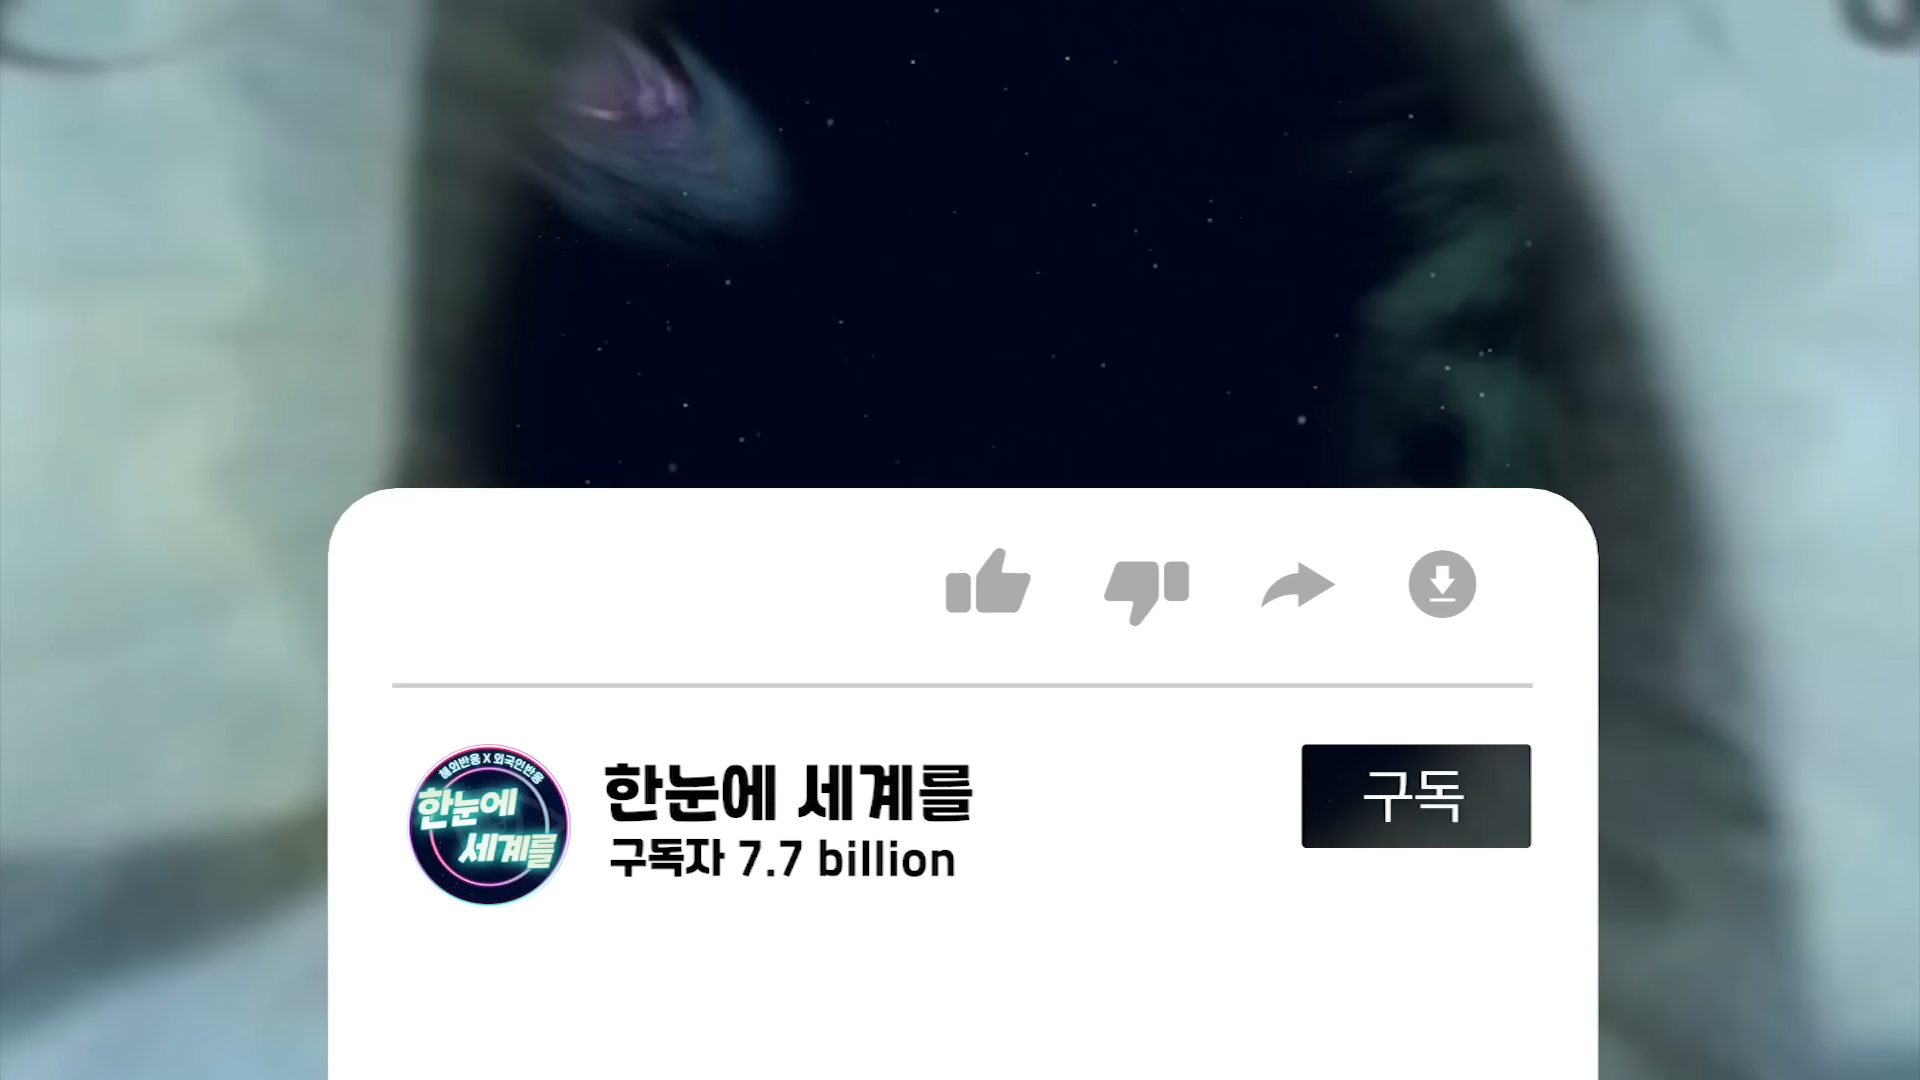 해외반응 X 외국인반응
한눈에
세계를
한눈에 세계를
구독자 7.7 billion
구독